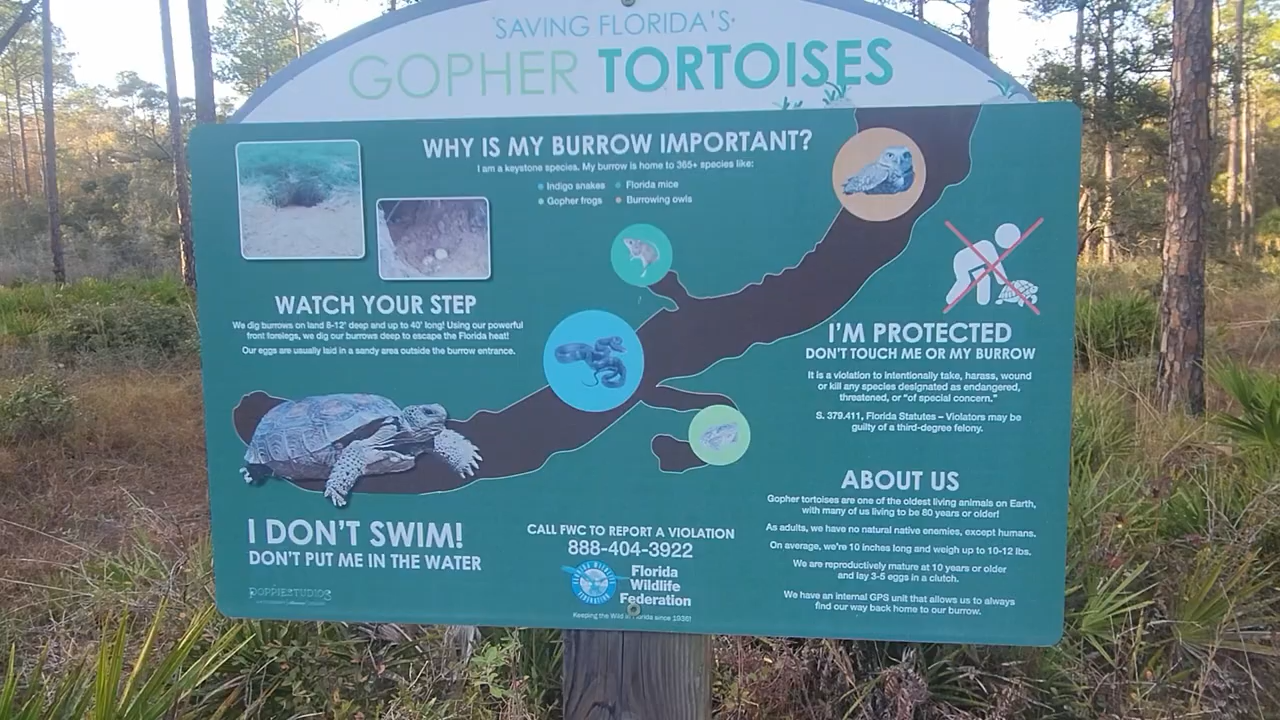 SAVING FLORIDA'S
GOPHER TORTOISES
WHY IS MY BURROW IMPORTANT?
I am a keystone species. My burrow is home to 365+ species like:
• Indigo snakes • Florida mice
• Gopher frogs • Burrowing owls
WATCH YOUR STEP
We dig burrows on land 8-12' deep and up to 40' long! Using our powerful
front forelegs, we dig our burrows deep to escape the Florida heat!
Our eggs are usually laid in a sandy area outside the burrow entrance.
I'M PROTECTED
DON'T TOUCH ME OR MY BURROW
It is a violation to intentionally take, harass, wound
or kill any species designated as endangered,
threatened, or "of special concern."
S. 379.411, Florida Statutes – Violators may be
guilty of a third-degree felony.
ABOUT US
Gopher tortoises are one of the oldest living animals on Earth,
with many of us living to be 80 years or older!
As adults, we have no natural native enemies, except humans.
On average, we're 10 inches long and weigh up to 10-12 lbs.
We are reproductively mature at 10 years or older
and lay 3-5 eggs in a clutch.
We have an internal GPS unit that allows us to always
find our way back home to our burrow.
I DON'T SWIM!
DON'T PUT ME IN THE WATER
POPPIESTUDIOS
CALL FWC TO REPORT A VIOLATION
888-404-3922
FLORIDA WILDLIFE FEDERATION
Florida
Wildlife
Federation
Keeping the Wild in Florida since 1936!